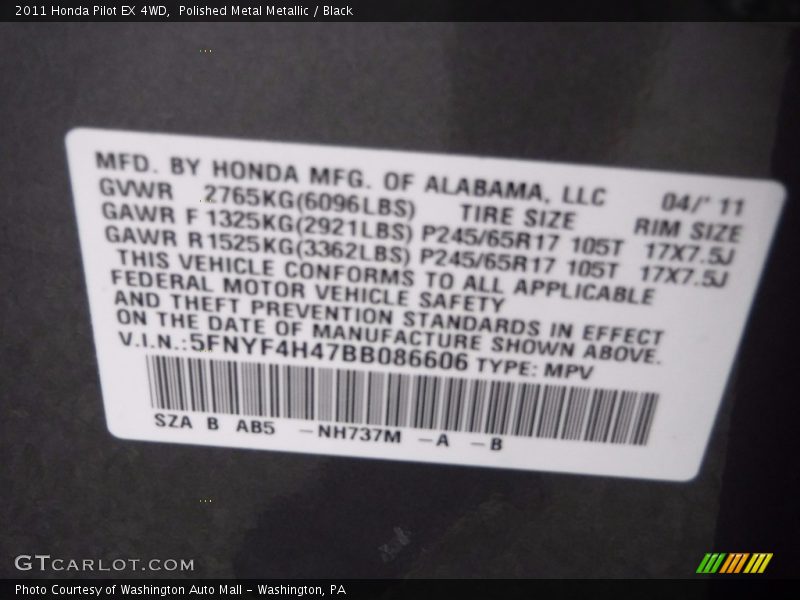 2011 Honda Pilot EX 4WD,  Polished Metal Metallic / Black
MFD. BY HONDA MFG. OF ALABAMA, LLC 04/' 11
GVWR 2765KG(6096LBS) TIRE SIZE RIM SIZE
GAWR F 1325KG(2921LBS) P245/65R17 105T 17X7.5J
GAWR R 1525KG(3362LBS) P245/65R17 105T 17X7.5J
THIS VEHICLE CONFORMS TO ALL APPLICABLE
FEDERAL MOTOR VEHICLE SAFETY
AND THEFT PREVENTION STANDARDS IN EFFECT
ON THE DATE OF MANUFACTURE SHOWN ABOVE.
V.I.N.:5FNYF4H47BB086606 TYPE: MPV
SZA B AB5 -NH737M -A -B
GTCARLOT.COM
Photo Courtesy of Washington Auto Mall - Washington, PA